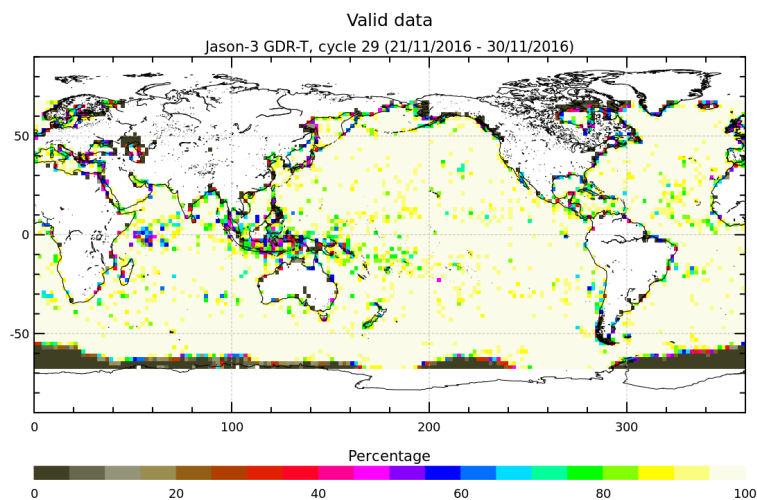 Valid data
Jason-3 GDR-T, cycle 29 (21/11/2016 - 30/11/2016)
50
0
-50
0 100 200 300
Percentage
0 20 40 60 80 100